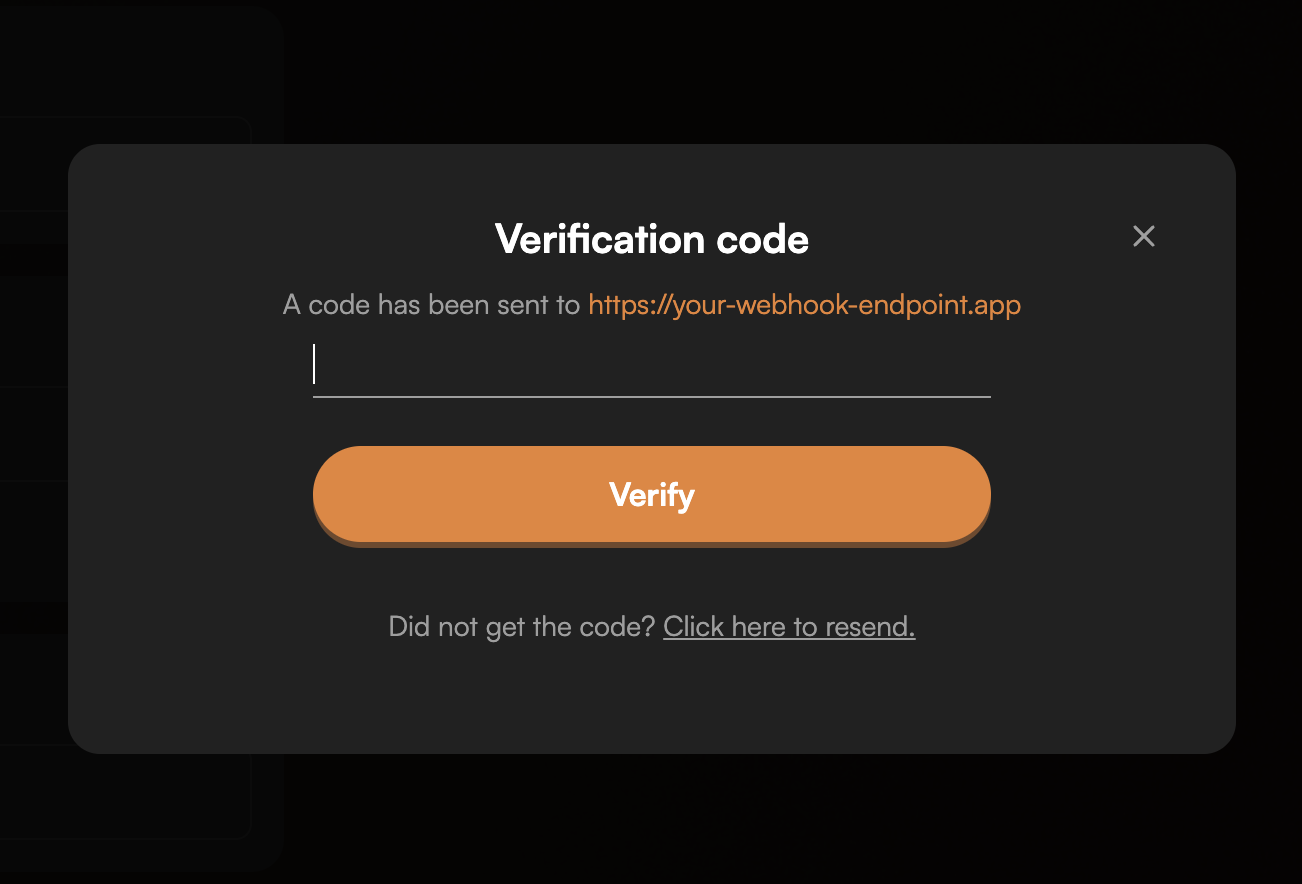 Verification code
A code has been sent to https://your-webhook-endpoint.app
Verify
Did not get the code? Click here to resend.